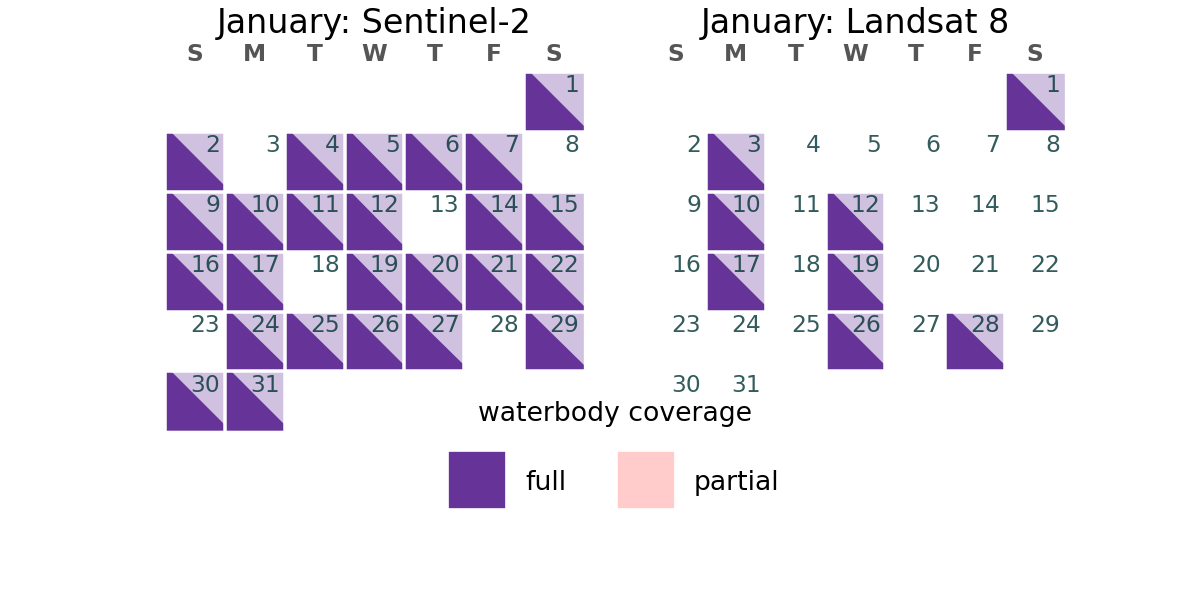 January: Sentinel-2
S M T W T F S
1
2 3 4 5 6 7 8
9 10 11 12 13 14 15
16 17 18 19 20 21 22
23 24 25 26 27 28 29
30 31
January: Landsat 8
S M T W T F S
1
2 3 4 5 6 7 8
9 10 11 12 13 14 15
16 17 18 19 20 21 22
23 24 25 26 27 28 29
30 31
waterbody coverage
full partial